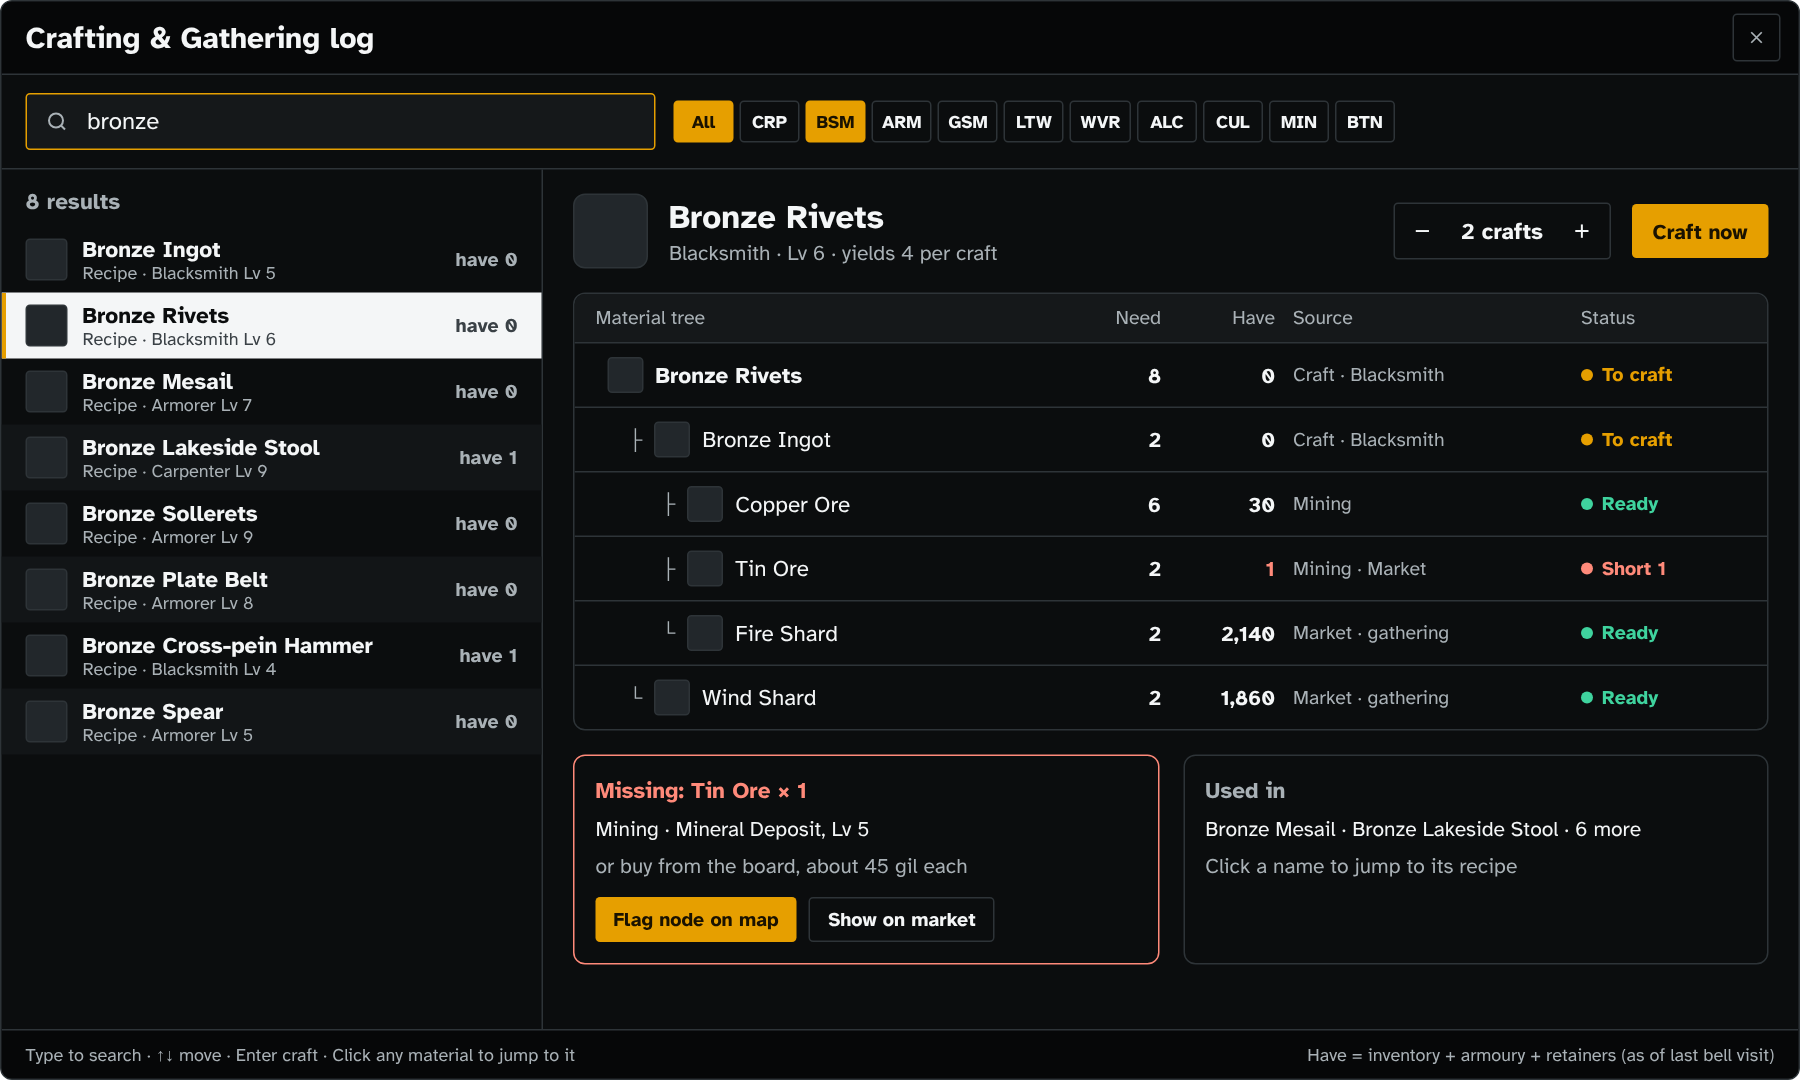 Crafting & Gathering log
bronze
All CRP BSM ARM GSM LTW WVR ALC CUL MIN BTN
8 results
Bronze Ingot
Recipe · Blacksmith Lv 5
have 0
Bronze Rivets
Recipe · Blacksmith Lv 6
have 0
Bronze Mesail
Recipe · Armorer Lv 7
have 0
Bronze Lakeside Stool
Recipe · Carpenter Lv 9
have 1
Bronze Sollerets
Recipe · Armorer Lv 9
have 0
Bronze Plate Belt
Recipe · Armorer Lv 8
have 0
Bronze Cross-pein Hammer
Recipe · Blacksmith Lv 4
have 1
Bronze Spear
Recipe · Armorer Lv 5
have 0
Bronze Rivets
Blacksmith · Lv 6 · yields 4 per craft
− 2 crafts +
Craft now
Material tree Need Have Source Status
Bronze Rivets 8 0 Craft · Blacksmith To craft
Bronze Ingot 2 0 Craft · Blacksmith To craft
Copper Ore 6 30 Mining Ready
Tin Ore 2 1 Mining · Market Short 1
Fire Shard 2 2,140 Market · gathering Ready
Wind Shard 2 1,860 Market · gathering Ready
Missing: Tin Ore × 1
Mining · Mineral Deposit, Lv 5
or buy from the board, about 45 gil each
Flag node on map Show on market
Used in
Bronze Mesail · Bronze Lakeside Stool · 6 more
Click a name to jump to its recipe
Type to search · ↑↓ move · Enter craft · Click any material to jump to it
Have = inventory + armoury + retainers (as of last bell visit)